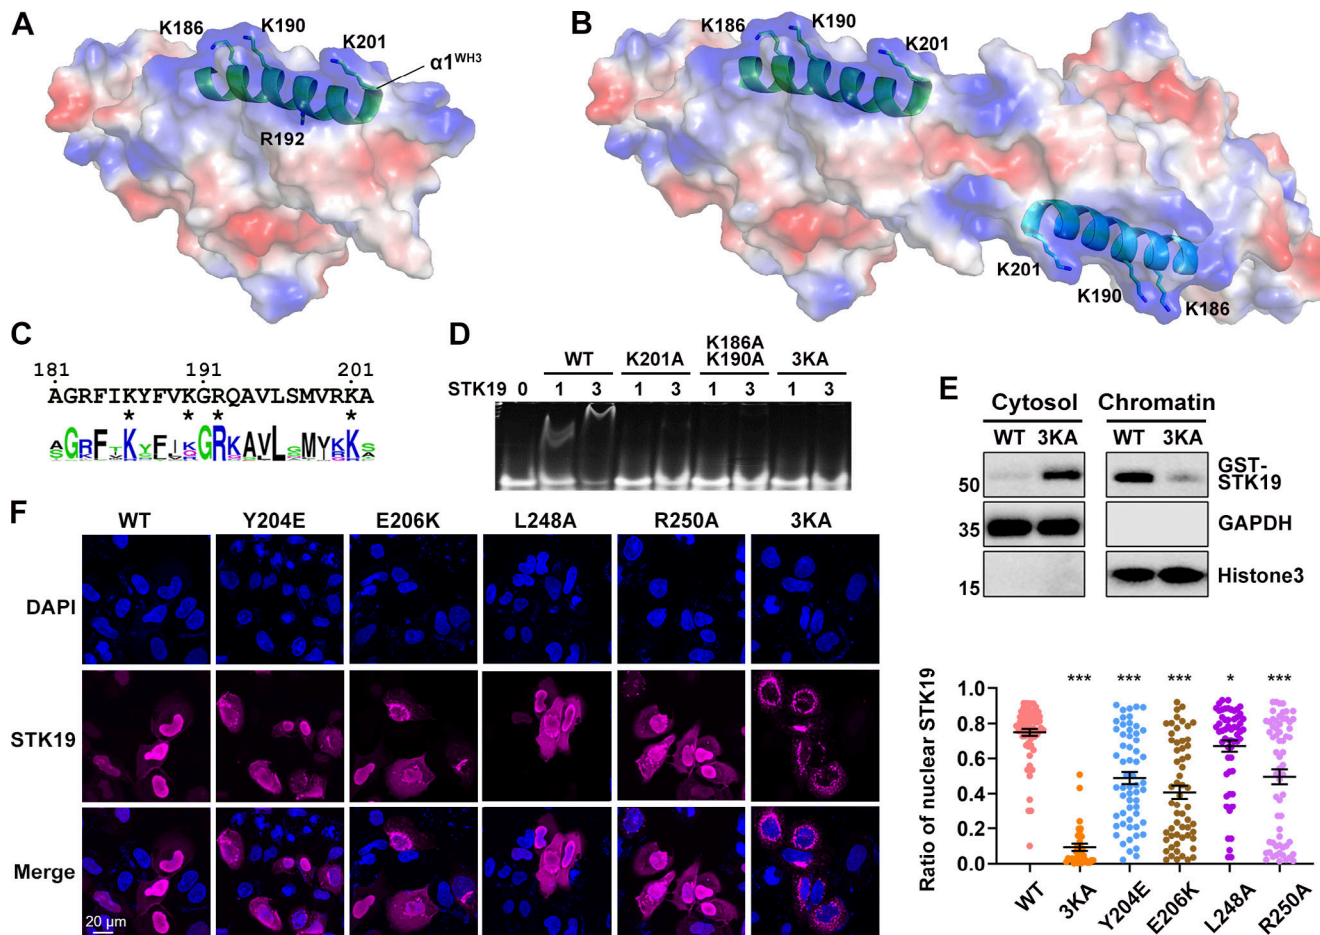 A
K186
K190
K201
α1WH3
R192
B
K186
K190
K201
K201
K190
K186
C
181 191 201
AGRFIKYFVKGRQAVLSMVRKA
* * * *
D
WT K201A K186A K190A 3KA
STK19 0 1 3 1 3 1 3 1 3
E
Cytosol Chromatin
WT 3KA WT 3KA
50 GST-STK19
35 GAPDH
15 Histone3
F
WT Y204E E206K L248A R250A 3KA
DAPI
STK19
Merge
20 µm
Ratio of nuclear STK19
*** *** *** * ***
1.0
0.8
0.6
0.4
0.2
0.0
WT 3KA Y204E E206K L248A R250A